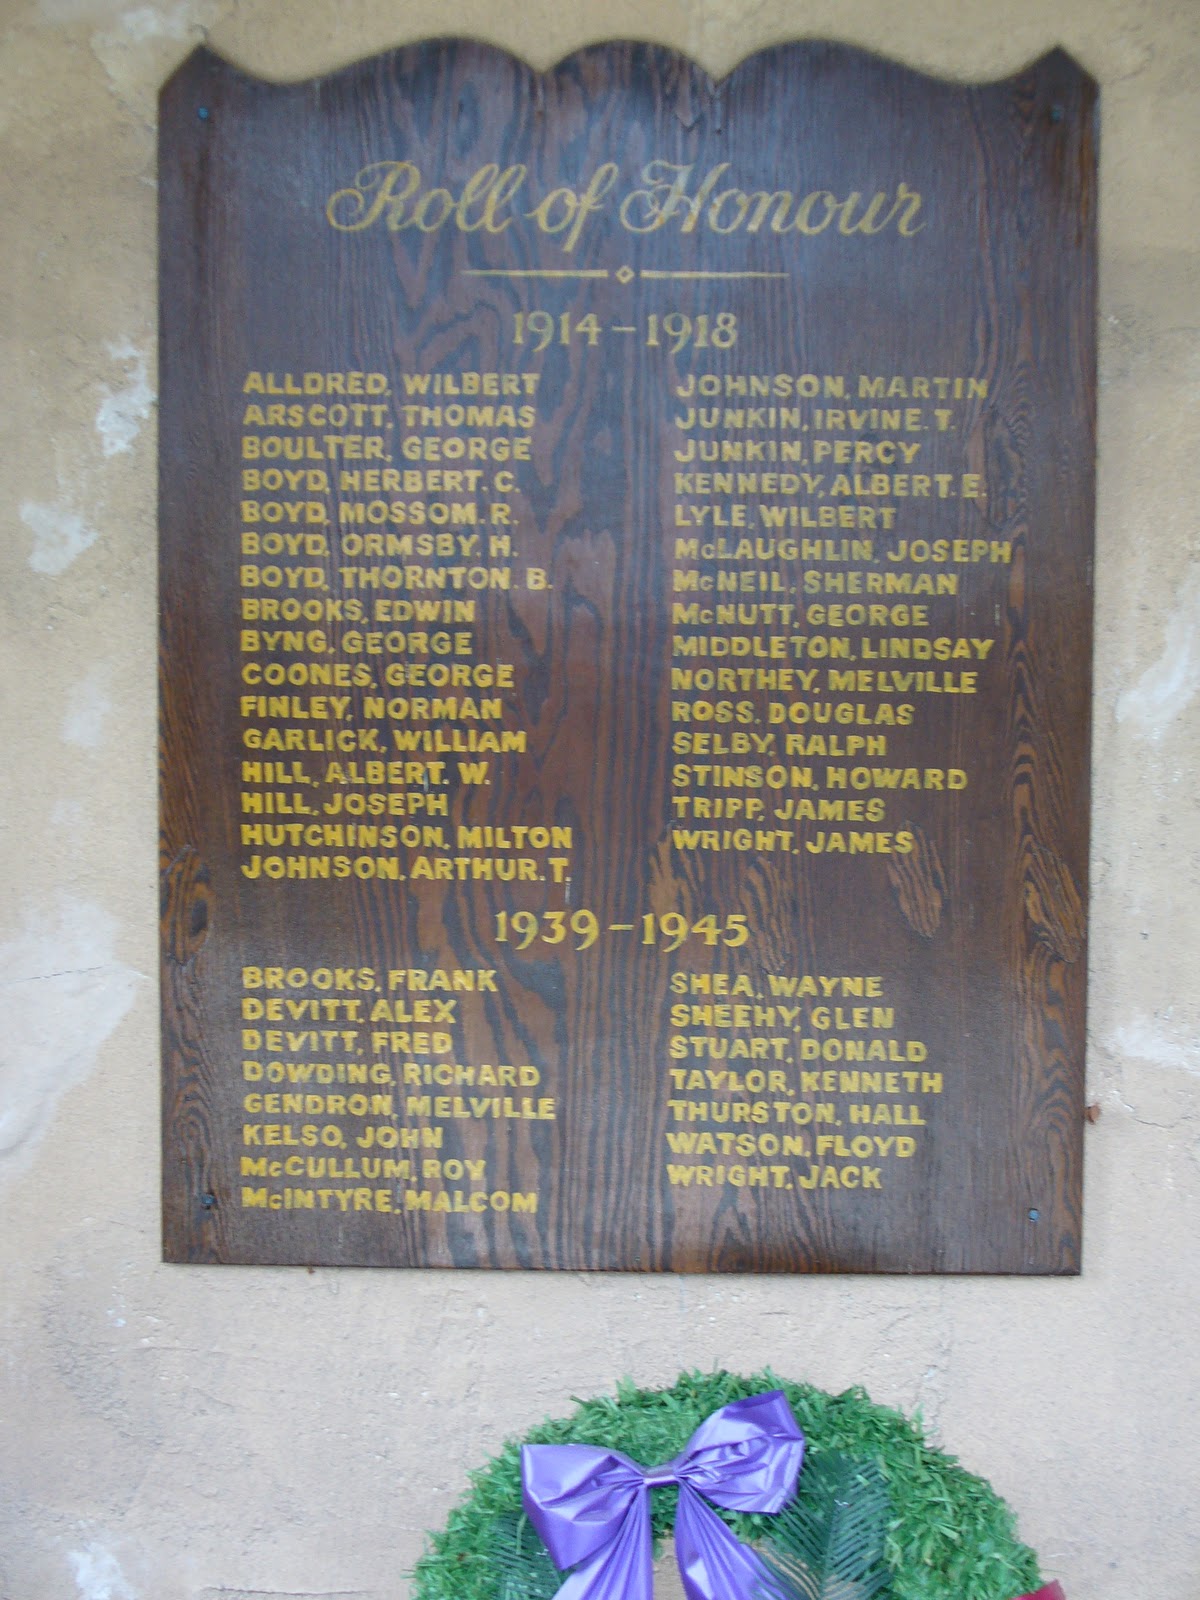 Roll of Honour
1914 – 1918
ALLDRED, WILBERT
ARSCOTT, THOMAS
BOULTER, GEORGE
BOYD, HERBERT. C.
BOYD, MOSSOM. R.
BOYD, ORMSBY. H.
BOYD, THORNTON. B.
BROOKS, EDWIN
BYNG, GEORGE
COONES, GEORGE
FINLEY, NORMAN
GARLICK, WILLIAM
HILL, ALBERT. W.
HILL, JOSEPH
HUTCHINSON, MILTON
JOHNSON, ARTHUR. T.
JOHNSON, MARTIN
JUNKIN, IRVINE. T.
JUNKIN, PERCY
KENNEDY, ALBERT. E.
LYLE, WILBERT
McLAUGHLIN, JOSEPH
McNEIL, SHERMAN
McNUTT, GEORGE
MIDDLETON, LINDSAY
NORTHEY, MELVILLE
ROSS, DOUGLAS
SELBY, RALPH
STINSON, HOWARD
TRIPP, JAMES
WRIGHT, JAMES
1939 – 1945
BROOKS, FRANK
DEVITT, ALEX
DEVITT, FRED
DOWDING, RICHARD
GENDRON, MELVILLE
KELSO, JOHN
McCULLUM, ROY
McINTYRE, MALCOM
SHEA, WAYNE
SHEEHY, GLEN
STUART, DONALD
TAYLOR, KENNETH
THURSTON, HALL
WATSON, FLOYD
WRIGHT, JACK